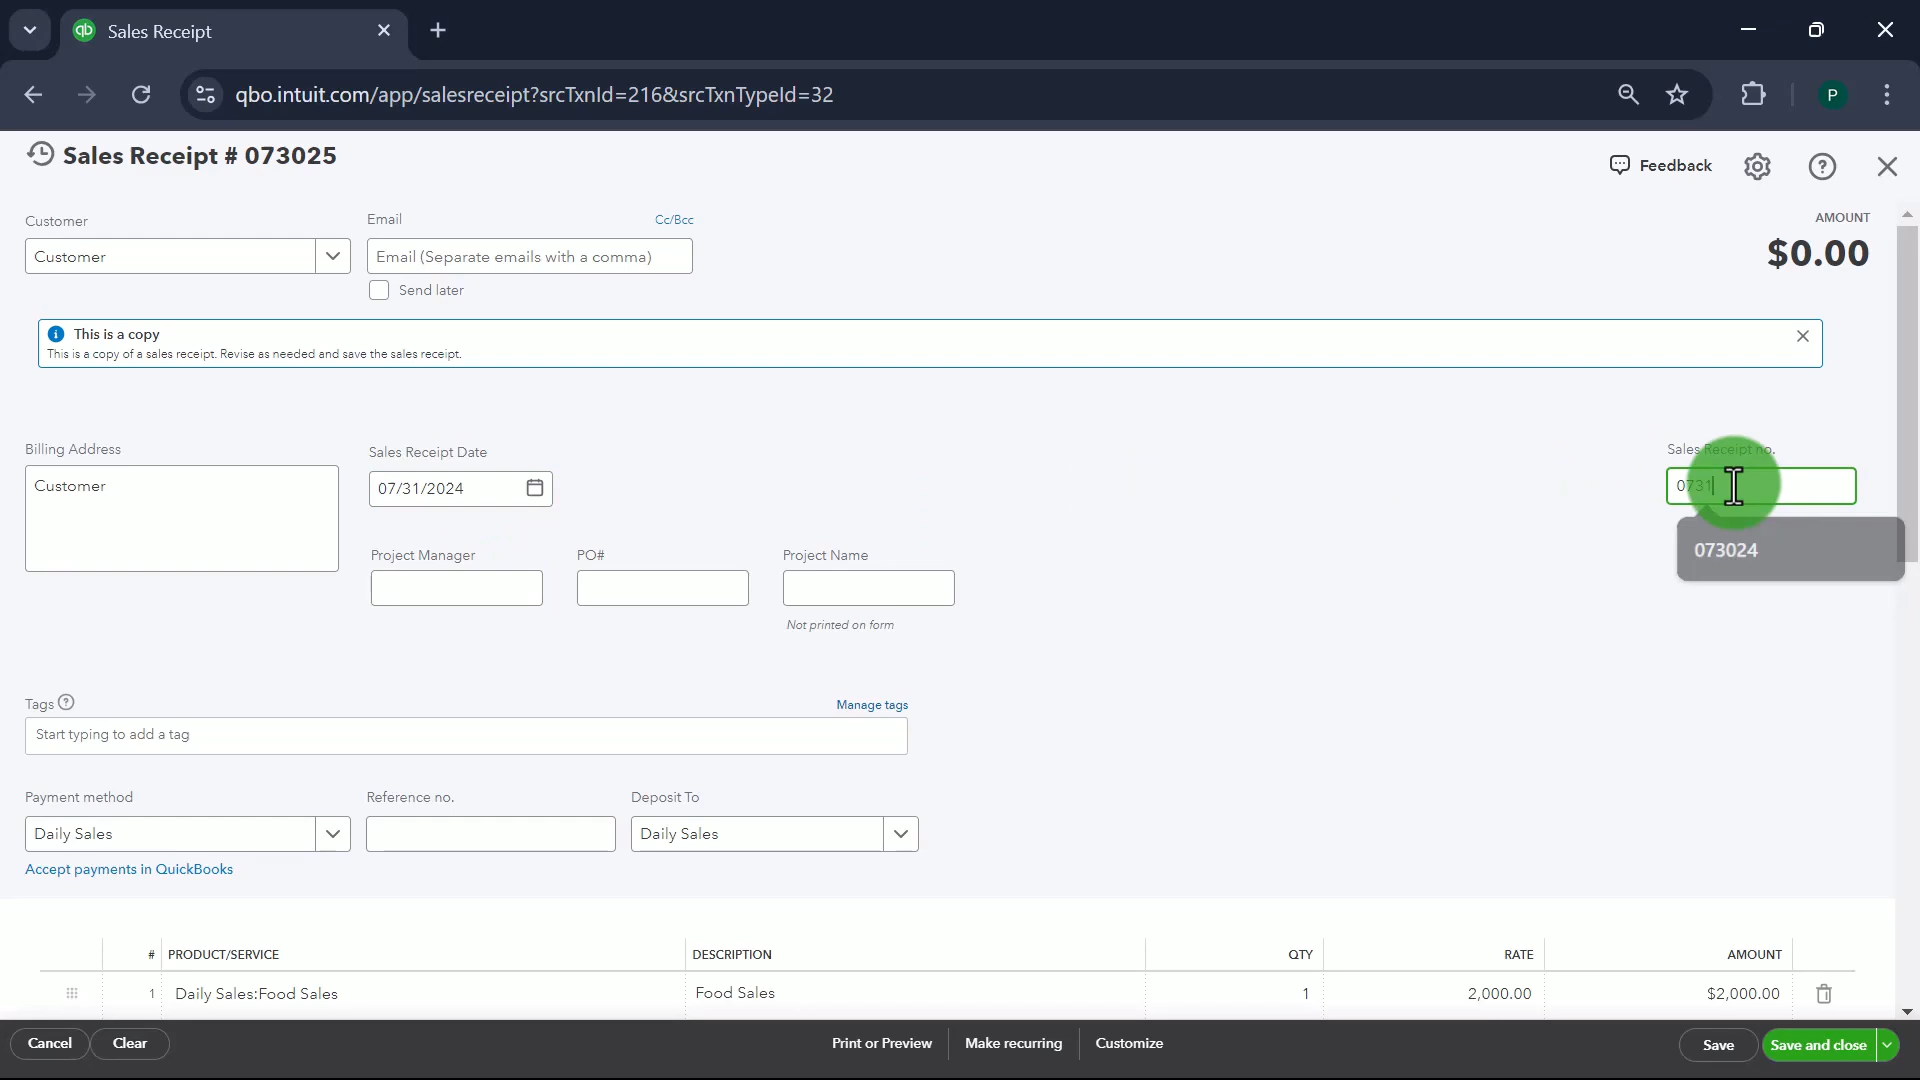 Sales Receipt
qbo.intuit.com/app/salesreceipt?srcTxnId=216&srcTxnTypeId=32
P
Sales Receipt # 073025
Feedback
Customer
Email
Cc/Bcc
AMOUNT
Customer
Email (Separate emails with a comma)
$0.00
Send later
This is a copy
This is a copy of a sales receipt. Revise as needed and save the sales receipt.
Billing Address
Sales Receipt Date
Sales Receipt no.
Customer
07/31/2024
0731
073024
Project Manager
PO#
Project Name
Not printed on form
Tags
Manage tags
Start typing to add a tag
Payment method
Reference no.
Deposit To
Daily Sales
Daily Sales
Accept payments in QuickBooks
# PRODUCT/SERVICE DESCRIPTION QTY RATE AMOUNT
1 Daily Sales:Food Sales Food Sales 1 2,000.00 $2,000.00
Cancel
Clear
Print or Preview
Make recurring
Customize
Save
Save and close